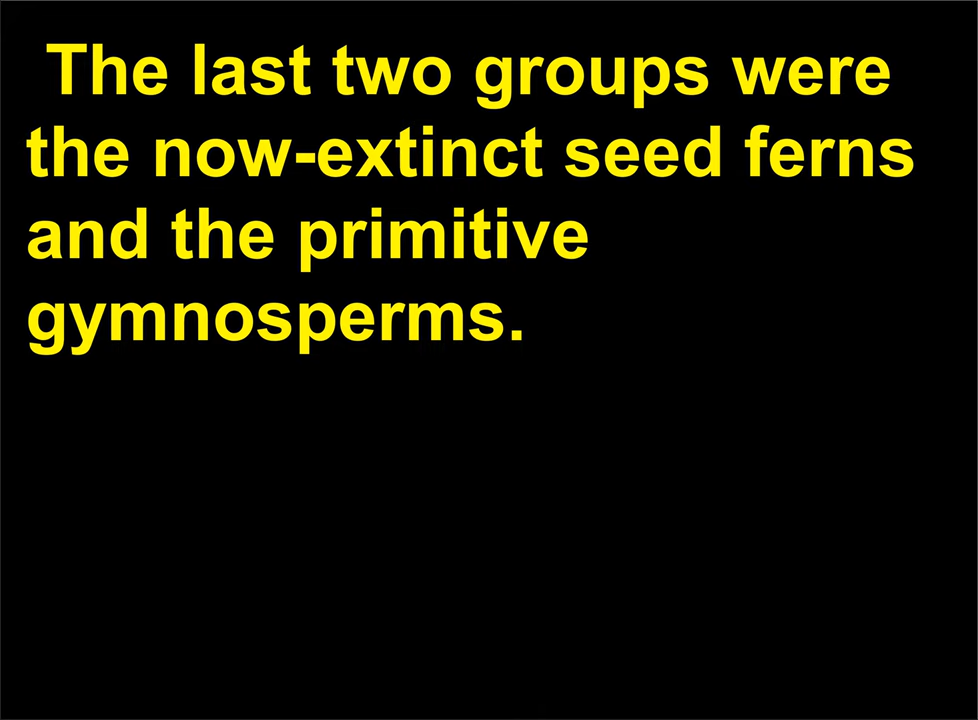 The last two groups were
the now-extinct seed ferns
and the primitive
gymnosperms.